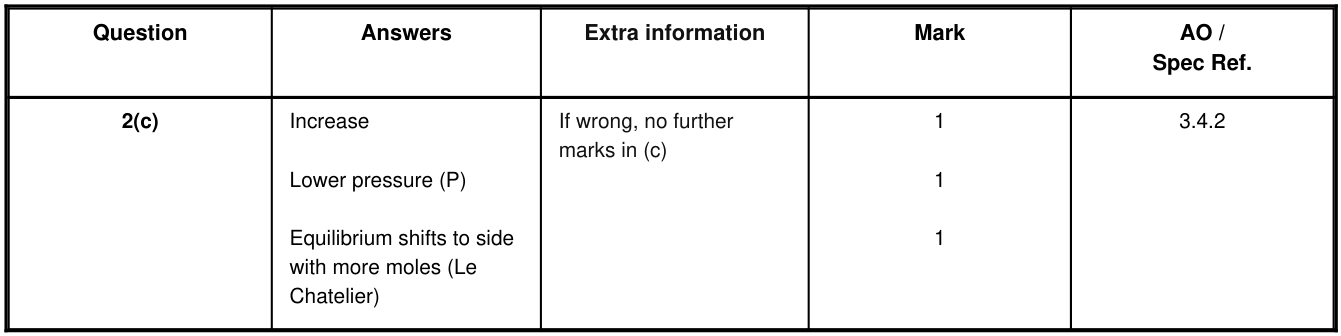 Question Answers Extra information Mark AO /
Spec Ref.
2(c) Increase If wrong, no further 1 3.4.2
marks in (c)
Lower pressure (P) 1
Equilibrium shifts to side 1
with more moles (Le
Chatelier)